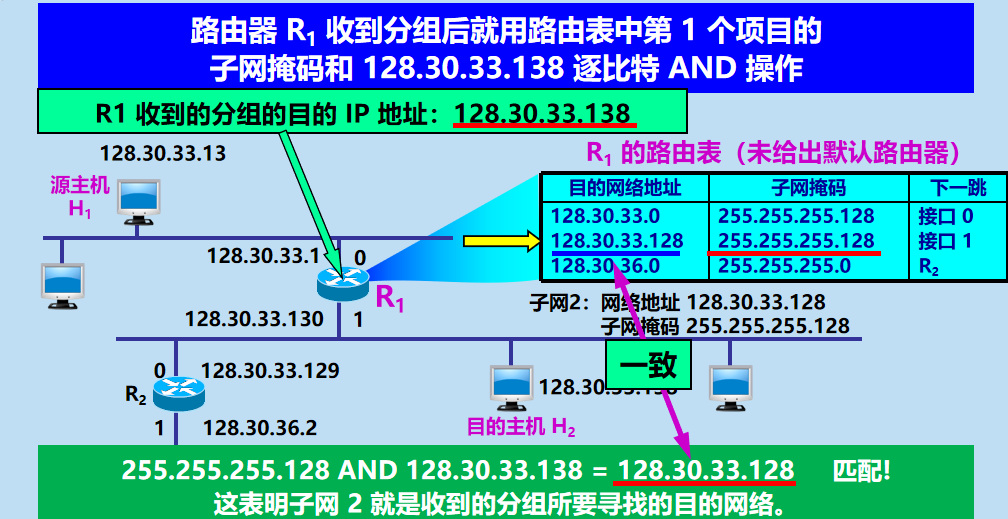 路由器 R1 收到分组后就用路由表中第 1 个项目的
子网掩码和 128.30.33.138 逐比特 AND 操作
R1 收到的分组的目的 IP 地址：128.30.33.138
128.30.33.13
R1 的路由表（未给出默认路由器）
源主机
H1
目的网络地址 子网掩码 下一跳
128.30.33.0 255.255.255.128 接口 0
128.30.33.128 255.255.255.128 接口 1
128.30.36.0 255.255.255.0 R2
128.30.33.1 0
R1
子网2：网络地址 128.30.33.128
子网掩码 255.255.255.128
128.30.33.130 1
一致
0 128.30.33.129
R2
128.30.33.138
1 128.30.36.2
目的主机 H2
255.255.255.128 AND 128.30.33.138 = 128.30.33.128 匹配!
这表明子网 2 就是收到的分组所要寻找的目的网络。